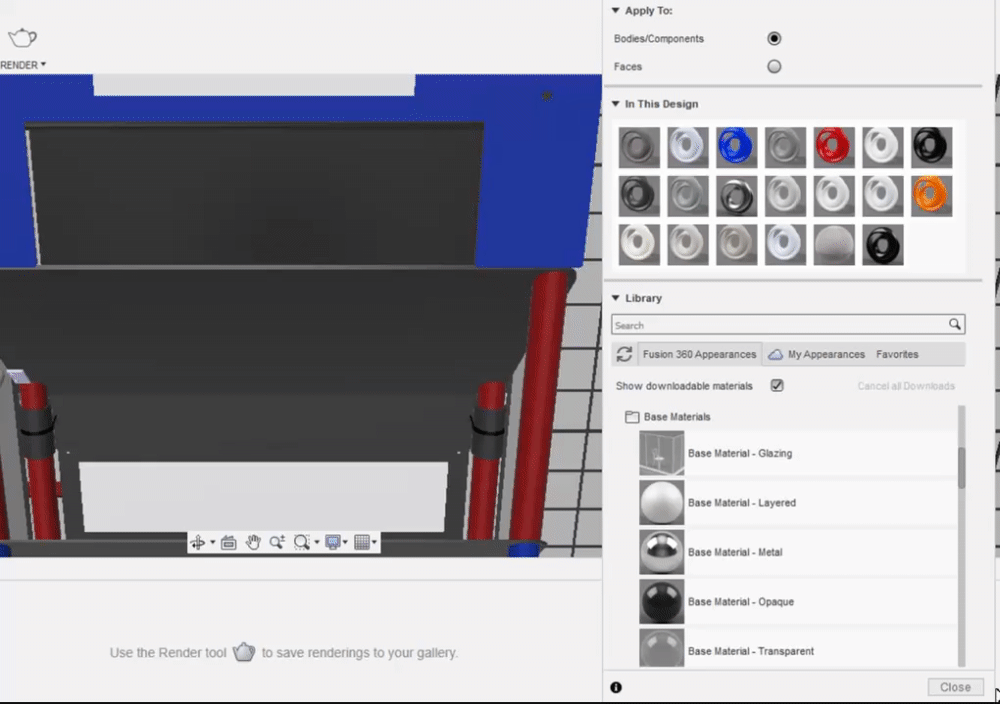 RENDER
Use the Render tool to save renderings to your gallery.
Apply To:
Bodies/Components
Faces
In This Design
Library
Search
Fusion 360 Appearances
My Appearances
Favorites
Show downloadable materials
Cancel all Downloads
Base Materials
Base Material - Glazing
Base Material - Layered
Base Material - Metal
Base Material - Opaque
Base Material - Transparent
Close